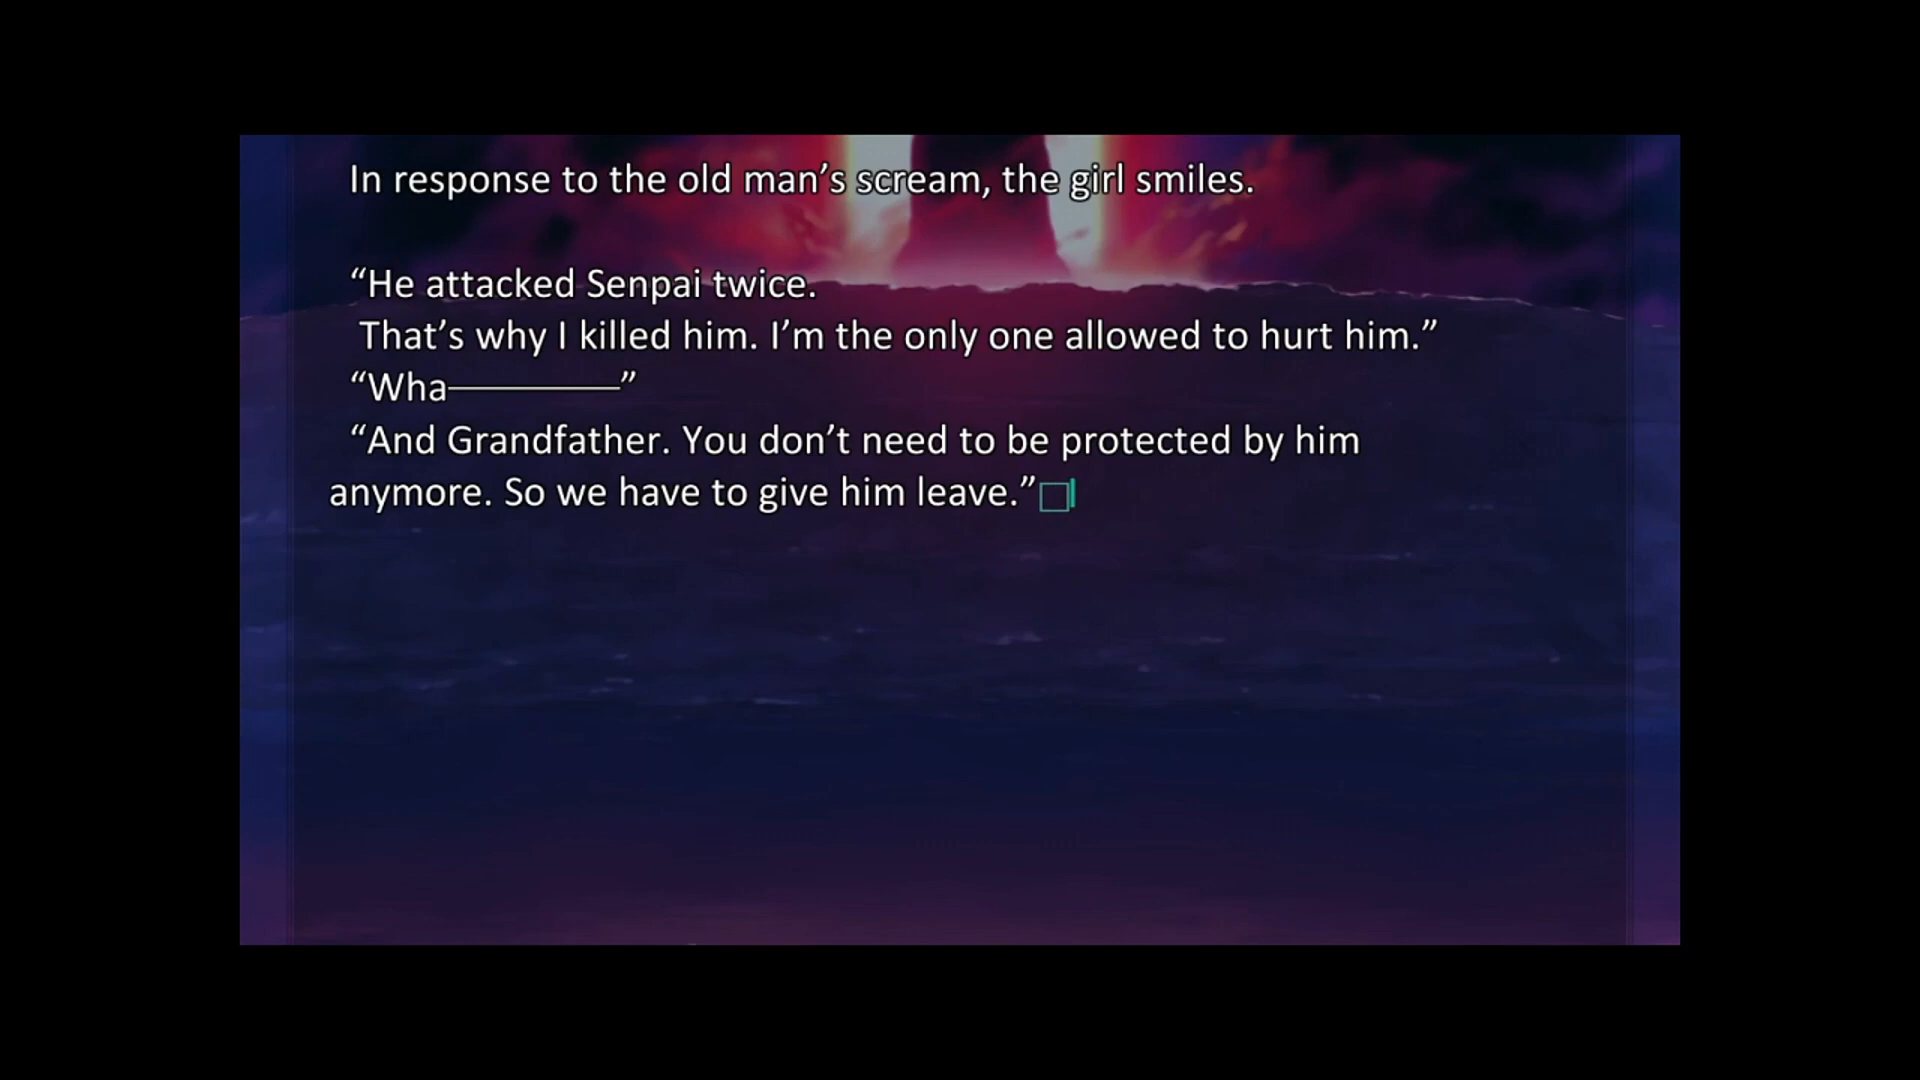 In response to the old man’s scream, the girl smiles.
“He attacked Senpai twice.
That’s why I killed him. I’m the only one allowed to hurt him.”
“Wha―――――”
“And Grandfather. You don’t need to be protected by him
anymore. So we have to give him leave.”